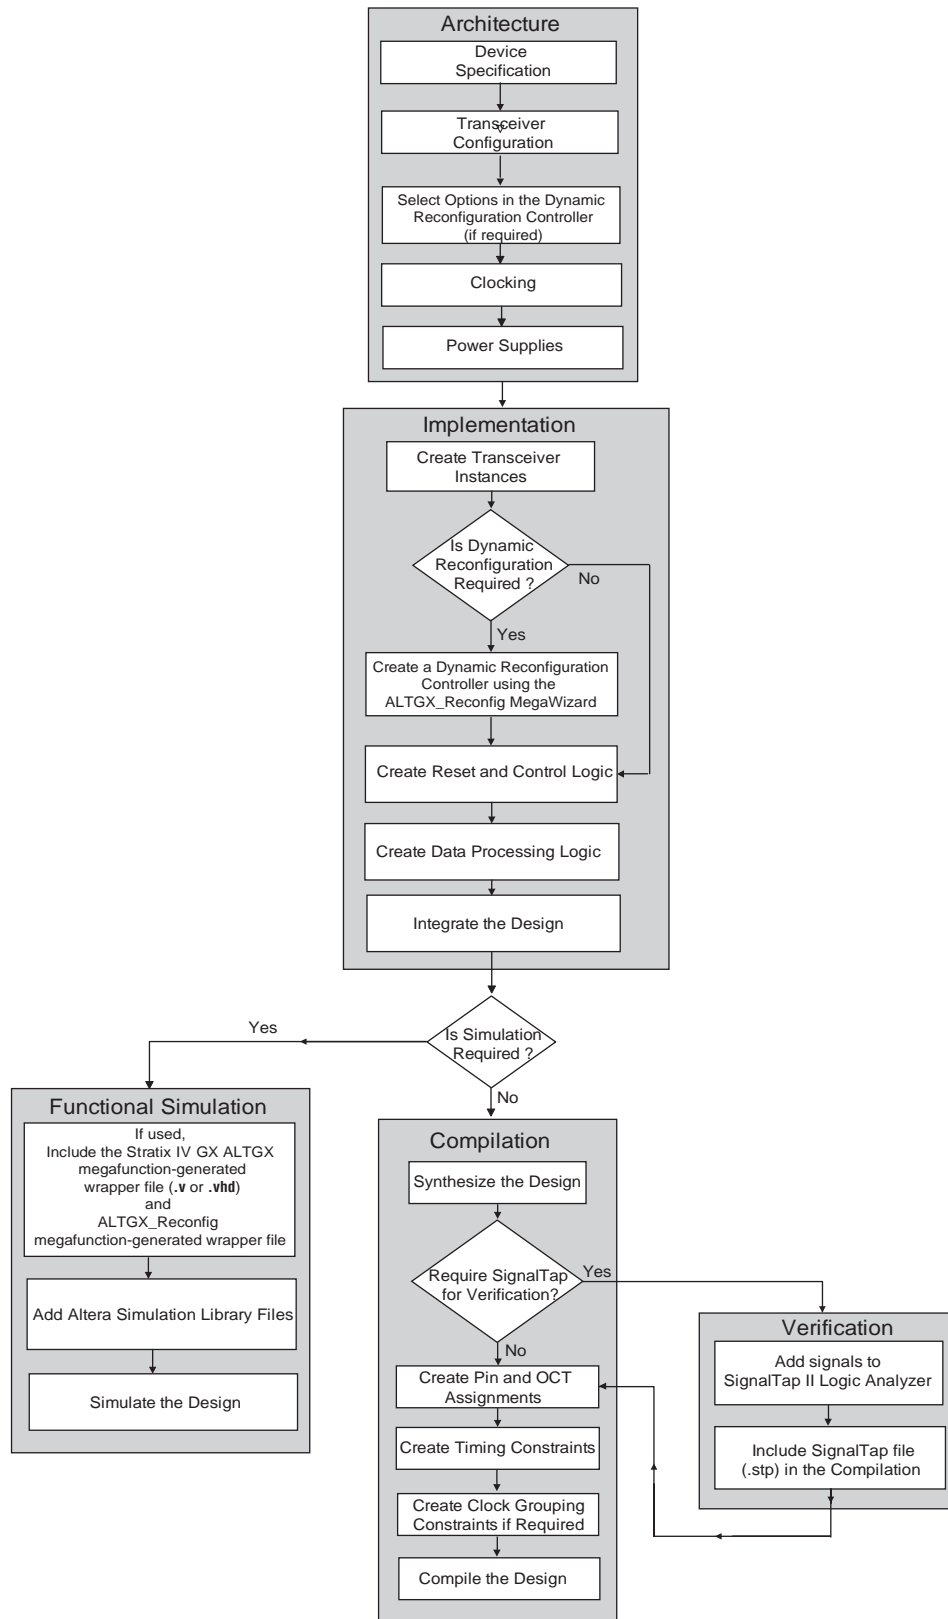 Architecture
Device
Specification
Transceiver
Configuration
Select Options in the Dynamic
Reconfiguration Controller
(if required)
Clocking
Power Supplies
Implementation
Create Transceiver
Instances
Is Dynamic
Reconfiguration
Required ?
No
Yes
Create a Dynamic Reconfiguration
Controller using the
ALTGX_Reconfig MegaWizard
Create Reset and Control Logic
Create Data Processing Logic
Integrate the Design
Is Simulation
Required ?
Yes
No
Functional Simulation
If used,
Include the Stratix IV GX ALTGX
megafunction-generated
wrapper file (.v or .vhd)
and
ALTGX_Reconfig
megafunction-generated wrapper file
Add Altera Simulation Library Files
Simulate the Design
Compilation
Synthesize the Design
Require SignalTap
for Verification?
Yes
No
Create Pin and OCT
Assignments
Create Timing Constraints
Create Clock Grouping
Constraints if Required
Compile the Design
Verification
Add signals to
SignalTap II Logic Analyzer
Include SignalTap file
(.stp) in the Compilation